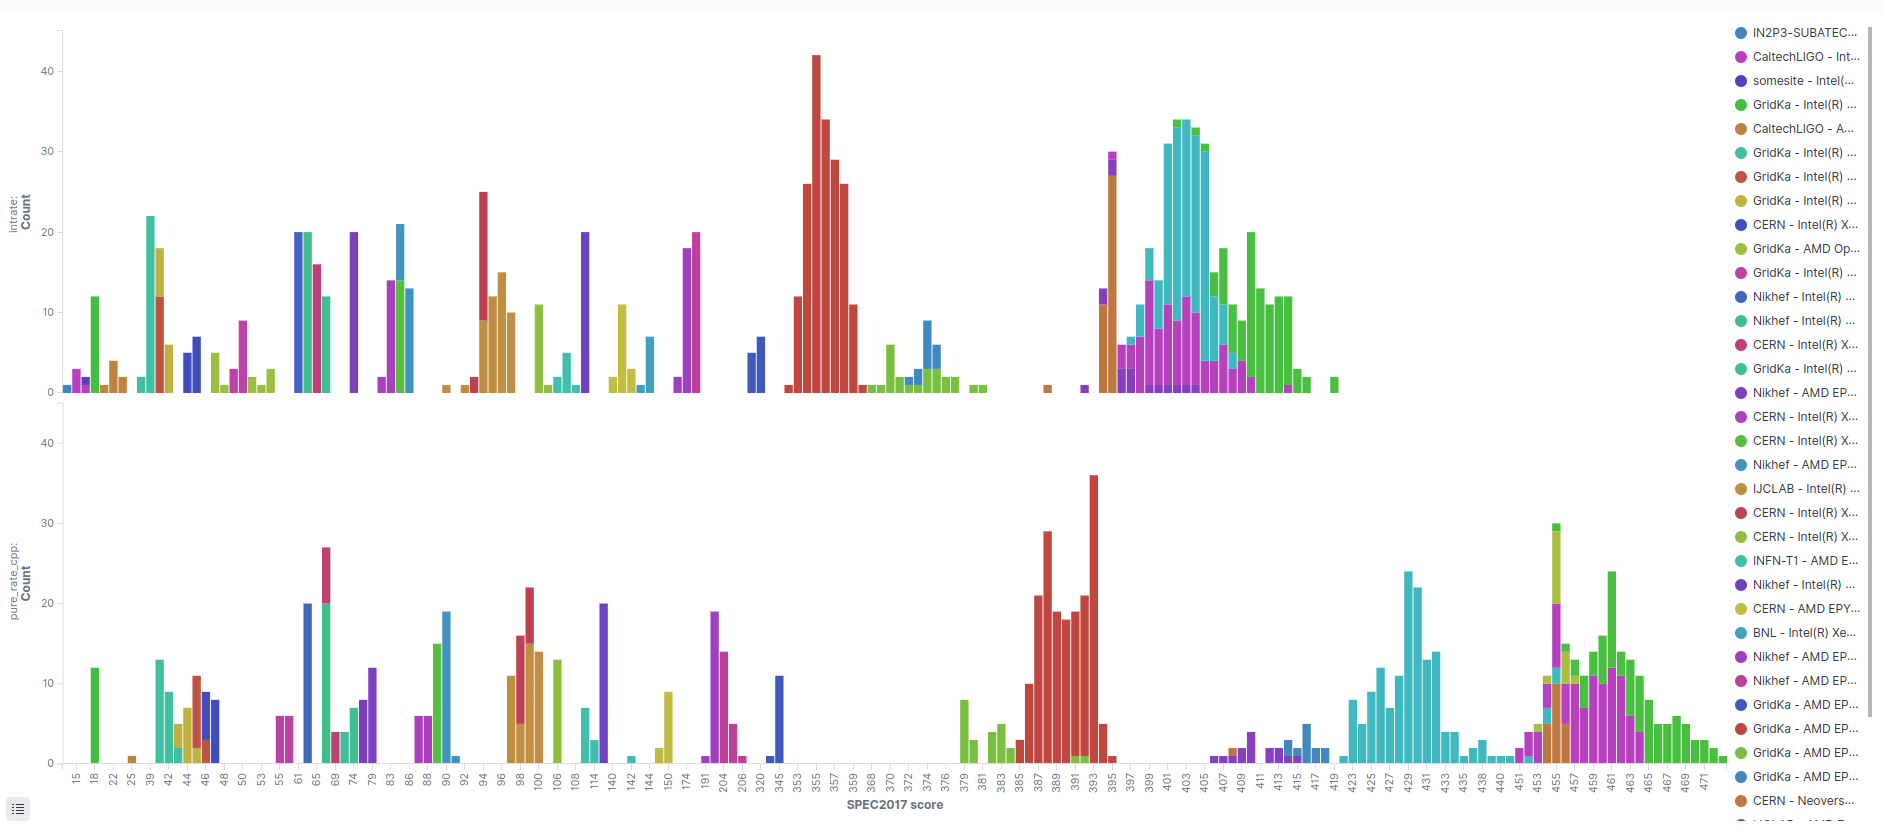 40
30
20
10
0
intrate:
Count
40
30
20
10
0
pure_rate_cpp:
Count
15 18 22 25 39 42 44 46 48 50 53 55 61 65 69 74 79 83 86 88 90 92 94 96 98 100 106 108 114 140 142 144 150 174 191 204 206 320 345 353 355 357 359 368 370 372 374 376 379 381 383 385 387 389 391 393 395 397 399 401 403 405 407 409 411 413 415 417 419 423 425 427 429 431 433 435 438 440 451 453 455 457 459 461 463 465 467 469 471
SPEC2017 score
IN2P3-SUBATEC...
CaltechLIGO - Int...
somesite - Intel(...
GridKa - Intel(R) ...
CaltechLIGO - A...
GridKa - Intel(R) ...
GridKa - Intel(R) ...
GridKa - Intel(R) ...
CERN - Intel(R) X...
GridKa - AMD Op...
GridKa - Intel(R) ...
Nikhef - Intel(R) ...
Nikhef - Intel(R) ...
CERN - Intel(R) X...
GridKa - Intel(R) ...
Nikhef - AMD EP...
CERN - Intel(R) X...
CERN - Intel(R) X...
Nikhef - AMD EP...
IJCLAB - Intel(R) ...
CERN - Intel(R) X...
CERN - Intel(R) X...
INFN-T1 - AMD E...
Nikhef - Intel(R) ...
CERN - AMD EPY...
BNL - Intel(R) Xe...
Nikhef - AMD EP...
Nikhef - AMD EP...
GridKa - AMD EP...
GridKa - AMD EP...
GridKa - AMD EP...
GridKa - AMD EP...
CERN - Neovers...